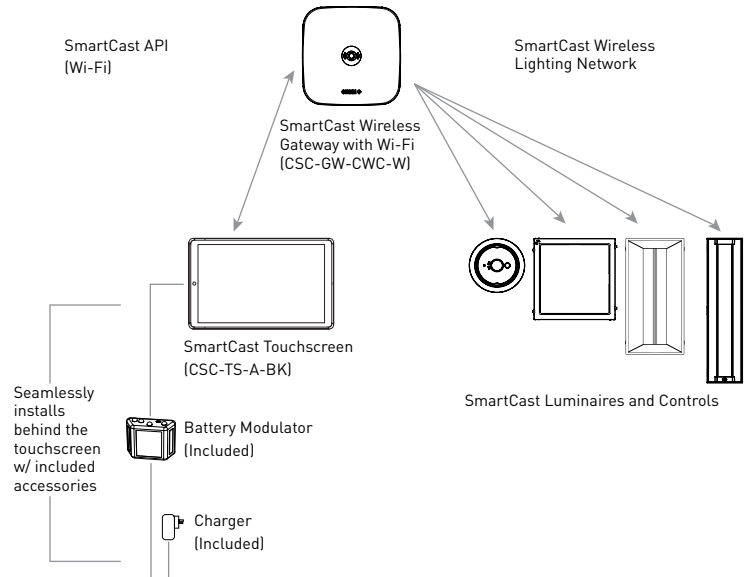 SmartCast API
(Wi-Fi)
SmartCast Wireless
Lighting Network
SmartCast Wireless
Gateway with Wi-Fi
(CSC-GW-CWC-W)
SmartCast Touchscreen
(CSC-TS-A-BK)
SmartCast Luminaires and Controls
Seamlessly
installs
behind the
touchscreen
w/ included
accessories
Battery Modulator
(Included)
Charger
(Included)